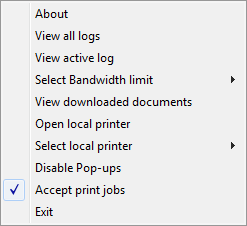 About
View all logs
View active log
Select Bandwidth limit
View downloaded documents
Open local printer
Select local printer
Disable Pop-ups
Accept print jobs
Exit